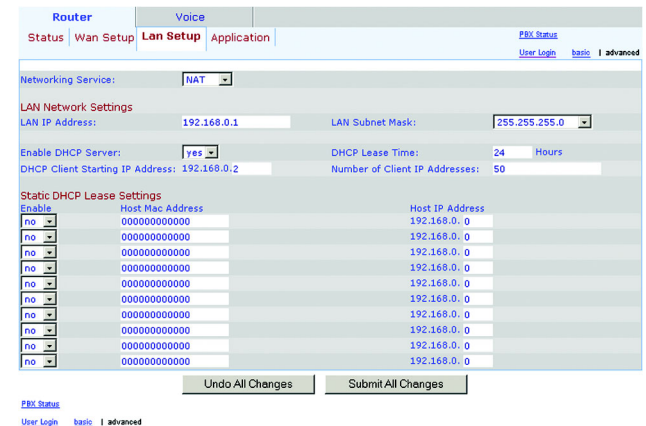 Router Voice
Status Wan Setup Lan Setup Application PBX Status
User Login basic | advanced
Networking Service: NAT
LAN Network Settings
LAN IP Address: 192.168.0.1 LAN Subnet Mask: 255.255.255.0
Enable DHCP Server: yes DHCP Lease Time: 24 Hours
DHCP Client Starting IP Address: 192.168.0.2 Number of Client IP Addresses: 50
Static DHCP Lease Settings
Enable Host Mac Address Host IP Address
no 000000000000 192.168.0. 0
no 000000000000 192.168.0. 0
no 000000000000 192.168.0. 0
no 000000000000 192.168.0. 0
no 000000000000 192.168.0. 0
no 000000000000 192.168.0. 0
no 000000000000 192.168.0. 0
no 000000000000 192.168.0. 0
no 000000000000 192.168.0. 0
no 000000000000 192.168.0. 0
Undo All Changes Submit All Changes
PBX Status
User Login basic | advanced